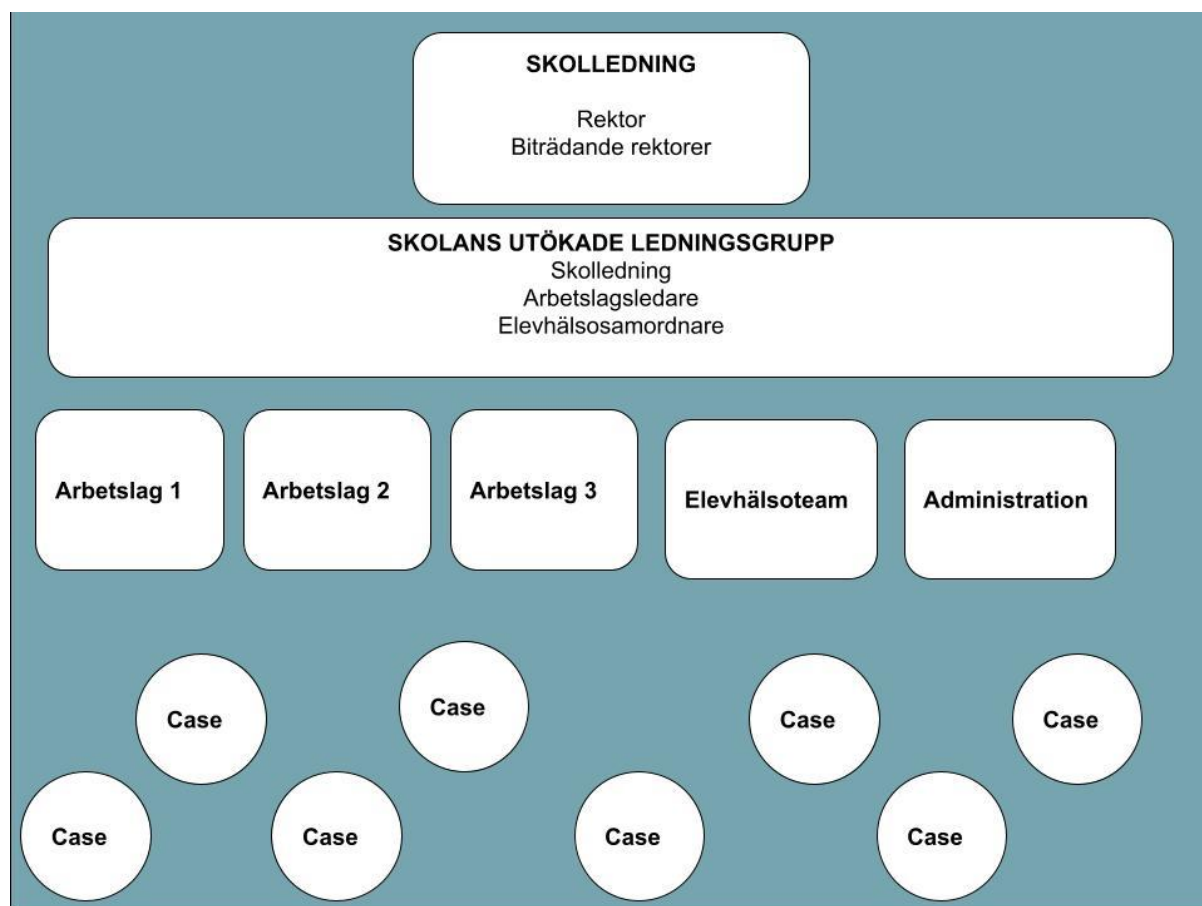 SKOLLEDNING
Rektor
Biträdande rektorer
SKOLANS UTÖKADE LEDNINGSGRUPP
Skolledning
Arbetslagsledare
Elevhälsosamordnare
Arbetslag 1
Arbetslag 2
Arbetslag 3
Elevhälsoteam
Administration
Case
Case
Case
Case
Case
Case
Case
Case